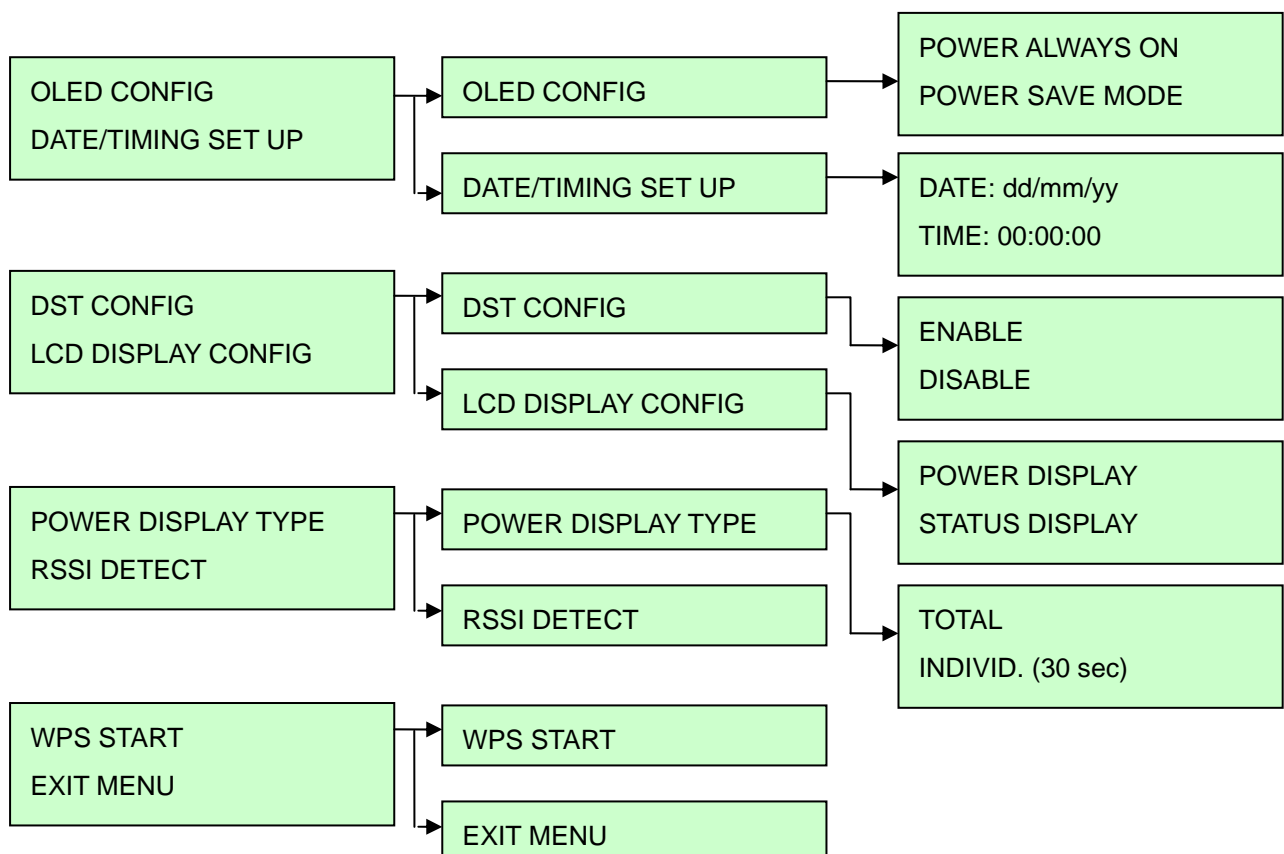 OLED CONFIG
DATE/TIMING SET UP
OLED CONFIG
POWER ALWAYS ON
POWER SAVE MODE
DATE/TIMING SET UP
DATE: dd/mm/yy
TIME: 00:00:00
DST CONFIG
LCD DISPLAY CONFIG
DST CONFIG
ENABLE
DISABLE
LCD DISPLAY CONFIG
POWER DISPLAY
STATUS DISPLAY
POWER DISPLAY TYPE
RSSI DETECT
POWER DISPLAY TYPE
TOTAL
INDIVID. (30 sec)
RSSI DETECT
WPS START
EXIT MENU
WPS START
EXIT MENU